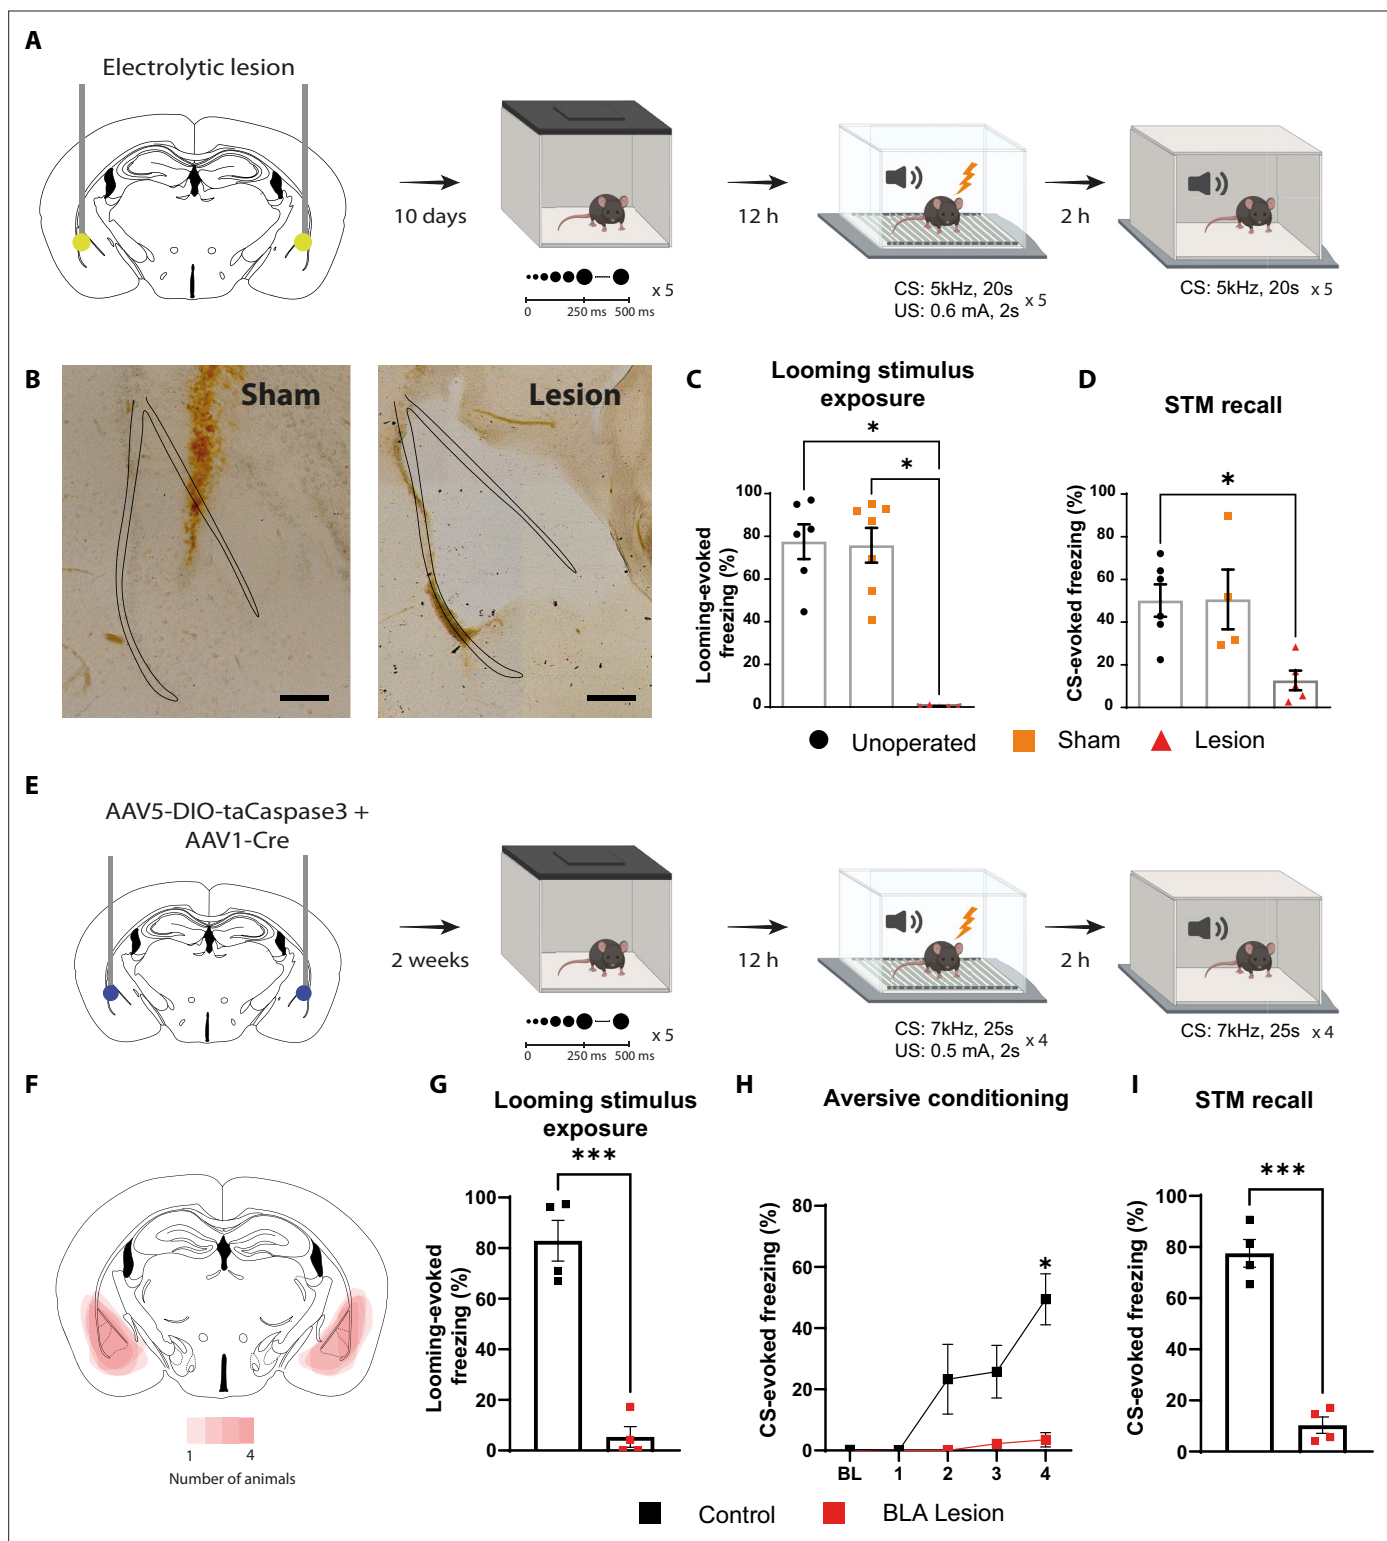 A
Electrolytic lesion
10 days
12 h
2 h
x 5
0
250 ms
500 ms
CS: 5kHz, 20s
US: 0.6 mA, 2s
x 5
CS: 5kHz, 20s x 5
B
Sham
Lesion
C
Looming stimulus
exposure
*
*
Looming-evoked
freezing (%)
100
80
60
40
20
0
D
STM recall
*
CS-evoked freezing (%)
100
80
60
40
20
0
Unoperated
Sham
Lesion
E
AAV5-DIO-taCaspase3 +
AAV1-Cre
2 weeks
12 h
2 h
x 5
0
250 ms
500 ms
CS: 7kHz, 25s
US: 0.5 mA, 2s
x 4
CS: 7kHz, 25s x 4
F
1
4
Number of animals
G
Looming stimulus
exposure
***
Looming-evoked
freezing (%)
100
80
60
40
20
0
H
Aversive conditioning
CS-evoked freezing (%)
80
60
40
20
0
*
BL
1
2
3
4
I
STM recall
***
CS-evoked freezing (%)
100
80
60
40
20
0
Control
BLA Lesion